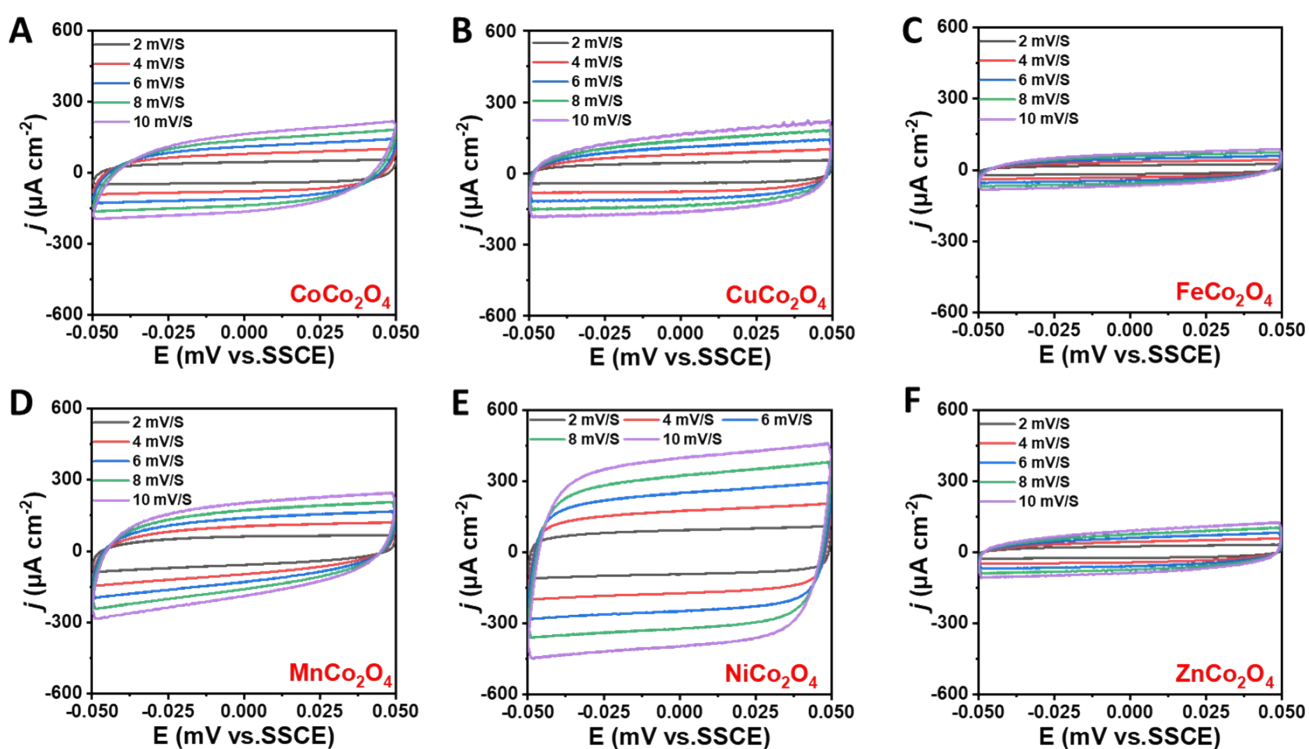 A
600
300
0
-300
-600
j (μA cm⁻²)
2 mV/S
4 mV/S
6 mV/S
8 mV/S
10 mV/S
CoCo₂O₄
-0.050 -0.025 0.000 0.025 0.050
E (mV vs.SSCE)
B
600
300
0
-300
-600
j (μA cm⁻²)
2 mV/S
4 mV/S
6 mV/S
8 mV/S
10 mV/S
CuCo₂O₄
-0.050 -0.025 0.000 0.025 0.050
E (mV vs.SSCE)
C
600
300
0
-300
-600
j (μA cm⁻²)
2 mV/S
4 mV/S
6 mV/S
8 mV/S
10 mV/S
FeCo₂O₄
-0.050 -0.025 0.000 0.025 0.050
E (mV vs.SSCE)
D
600
300
0
-300
-600
j (μA cm⁻²)
2 mV/S
4 mV/S
6 mV/S
8 mV/S
10 mV/S
MnCo₂O₄
-0.050 -0.025 0.000 0.025 0.050
E (mV vs.SSCE)
E
600
300
0
-300
-600
j (μA cm⁻²)
2 mV/S 4 mV/S 6 mV/S
8 mV/S 10 mV/S
NiCo₂O₄
-0.050 -0.025 0.000 0.025 0.050
E (mV vs.SSCE)
F
600
300
0
-300
-600
j (μA cm⁻²)
2 mV/S
4 mV/S
6 mV/S
8 mV/S
10 mV/S
ZnCo₂O₄
-0.050 -0.025 0.000 0.025 0.050
E (mV vs.SSCE)